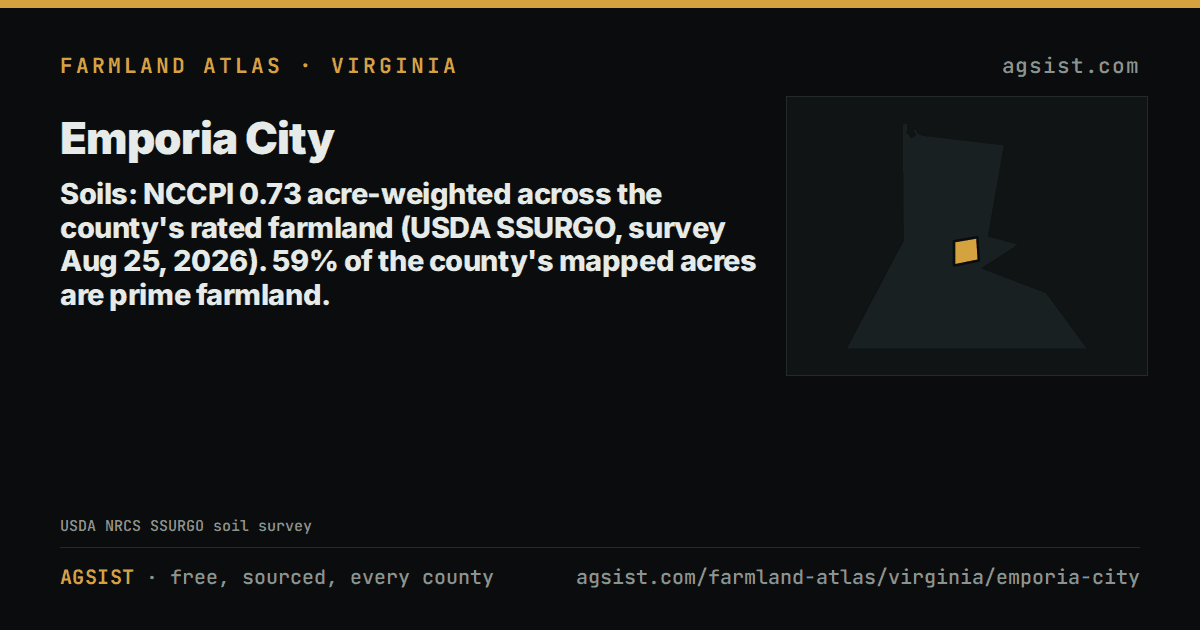 FARMLAND ATLAS · VIRGINIA
agsist.com
Emporia City
Soils: NCCPI 0.73 acre-weighted across the
county's rated farmland (USDA SSURGO, survey
Aug 25, 2026). 59% of the county's mapped acres
are prime farmland.
USDA NRCS SSURGO soil survey
AGSIST · free, sourced, every county
agsist.com/farmland-atlas/virginia/emporia-city